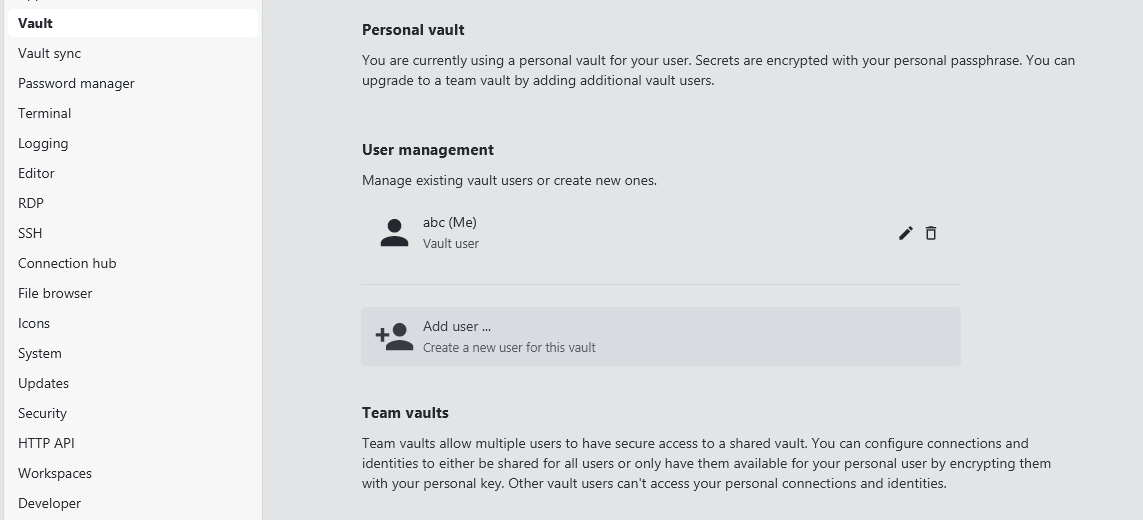 Vault
Vault sync
Password manager
Terminal
Logging
Editor
RDP
SSH
Connection hub
File browser
Icons
System
Updates
Security
HTTP API
Workspaces
Developer
Personal vault
You are currently using a personal vault for your user. Secrets are encrypted with your personal passphrase. You can
upgrade to a team vault by adding additional vault users.
User management
Manage existing vault users or create new ones.
abc (Me)
Vault user
Add user ...
Create a new user for this vault
Team vaults
Team vaults allow multiple users to have secure access to a shared vault. You can configure connections and
identities to either be shared for all users or only have them available for your personal user by encrypting them
with your personal key. Other vault users can't access your personal connections and identities.